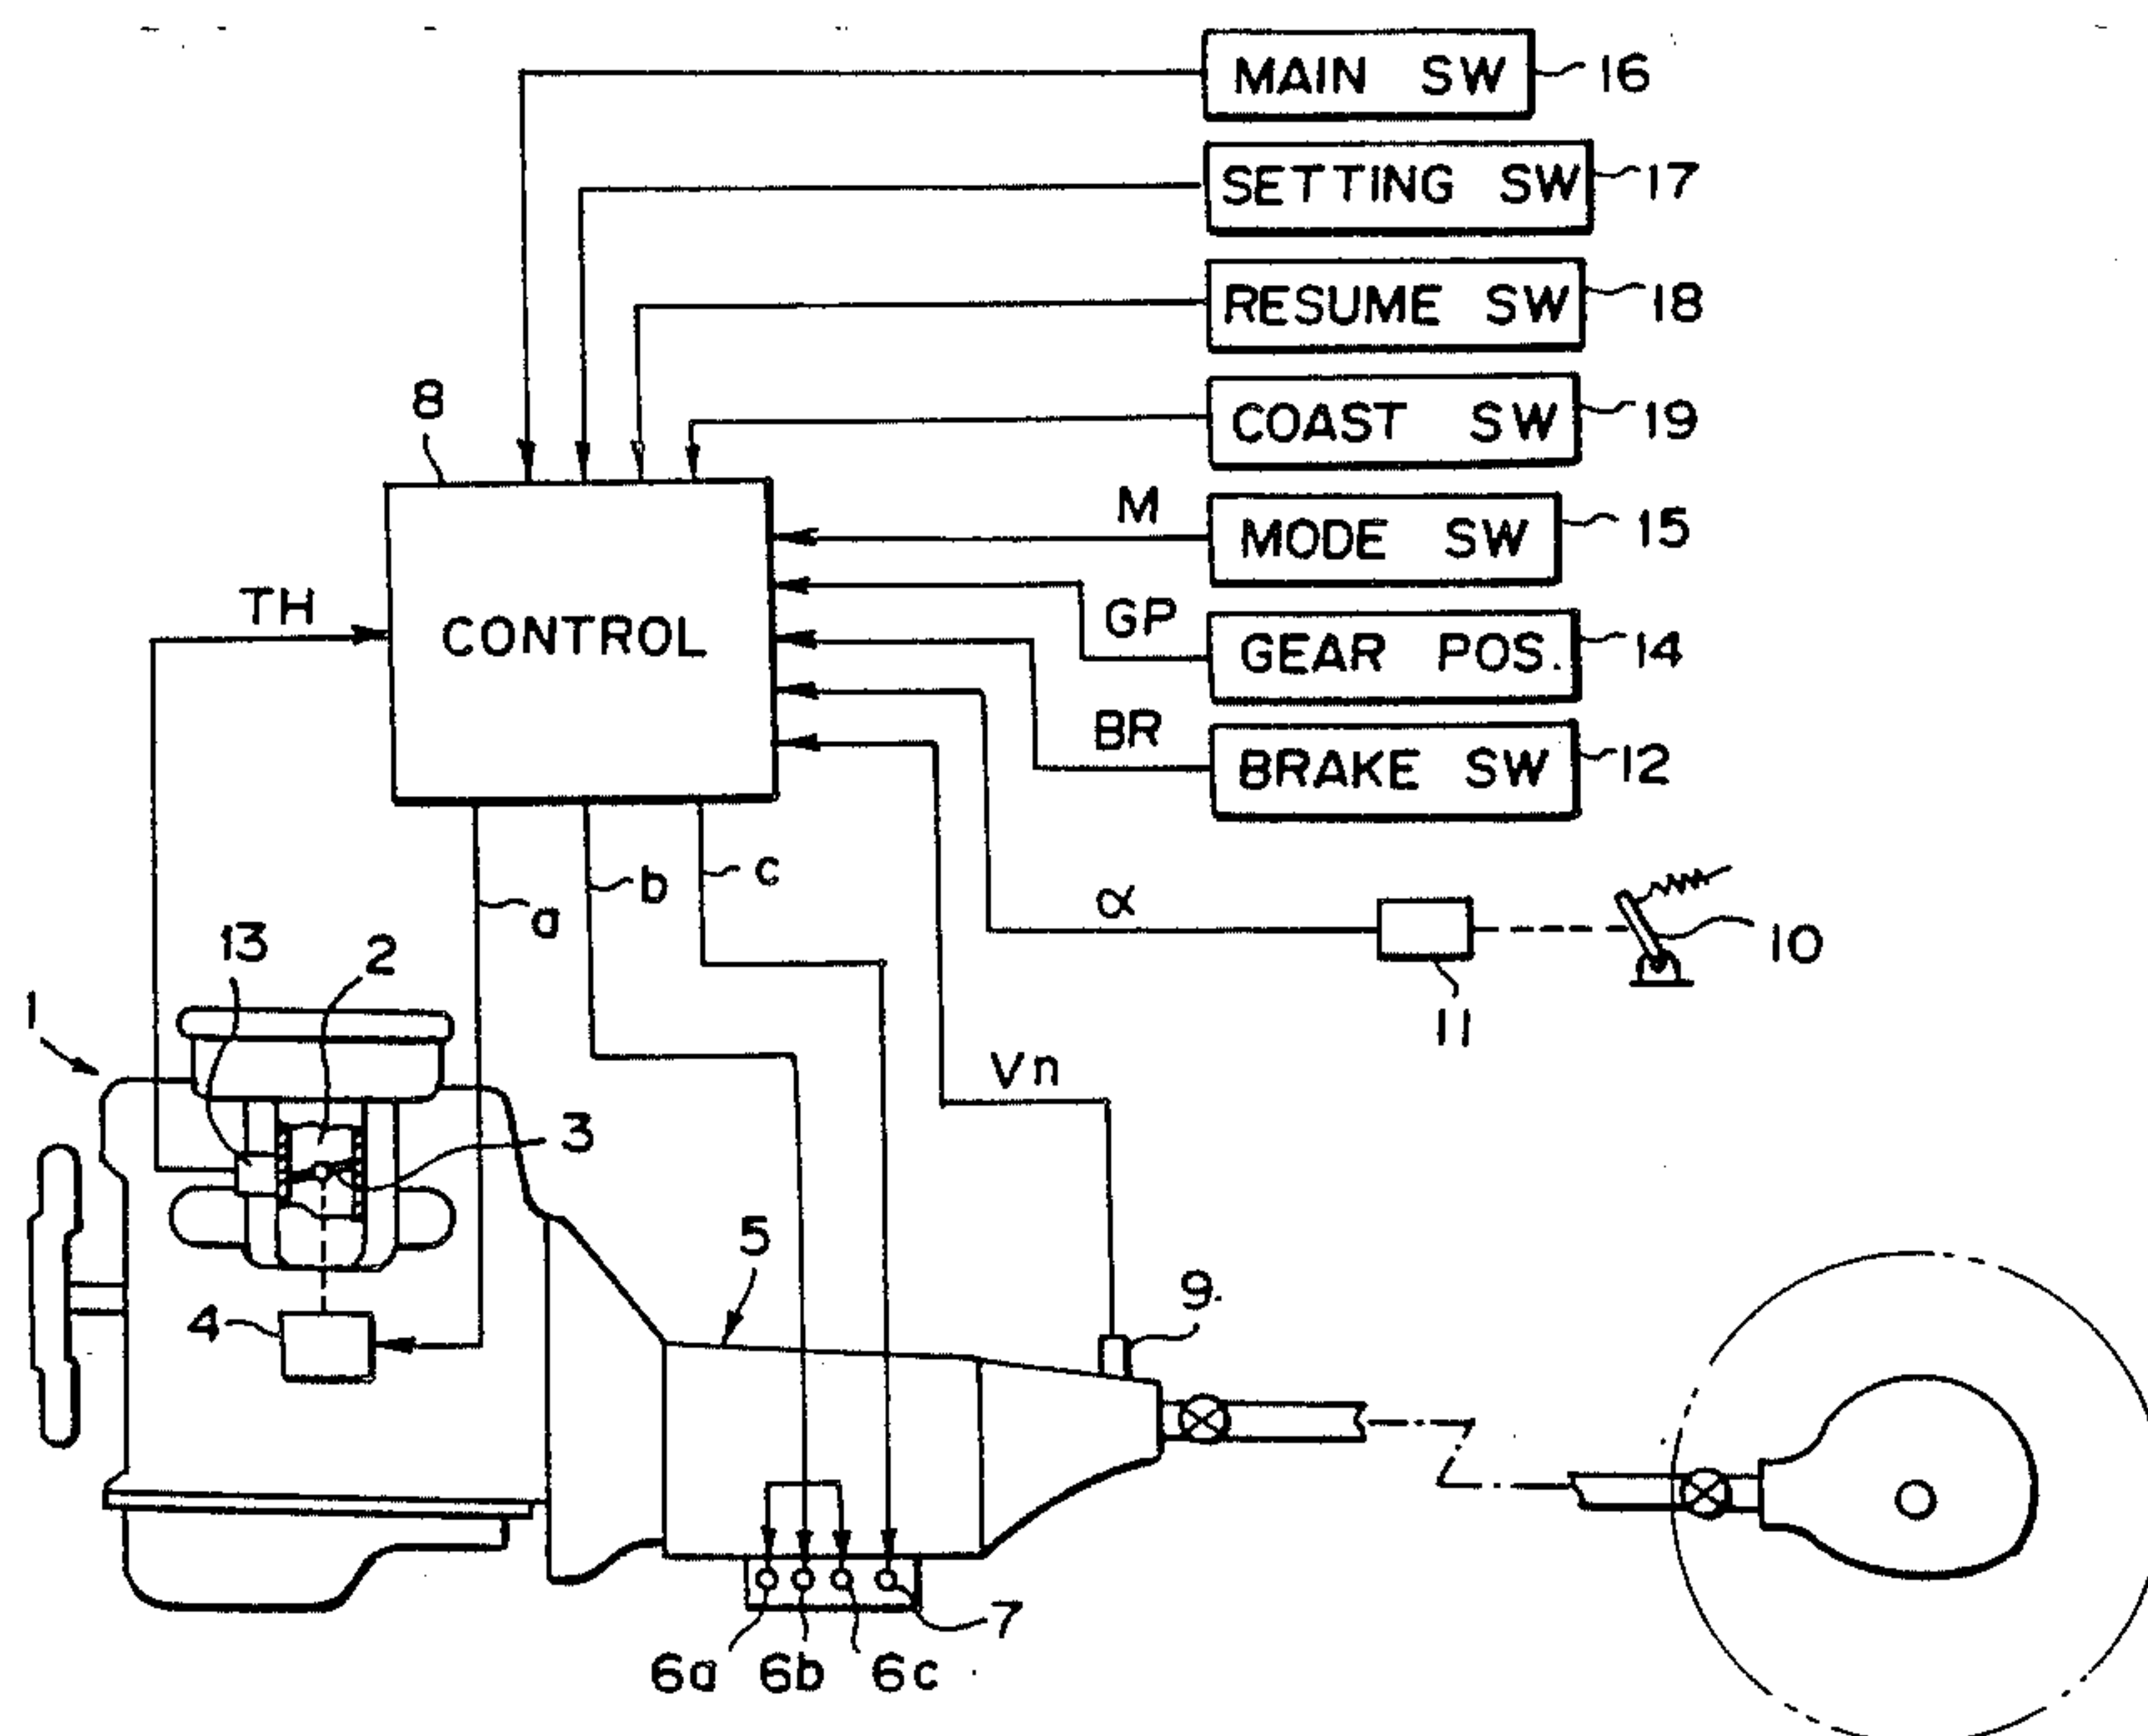 MAIN SW 16
SETTING SW 17
RESUME SW 18
8
COAST SW 19
M
MODE SW 15
TH
GP
CONTROL
GEAR POS. 14
BR
BRAKE SW 12
a
b
c
α
13
2
10
1
11
Vn
3
5
4
9
7
6a 6b 6c